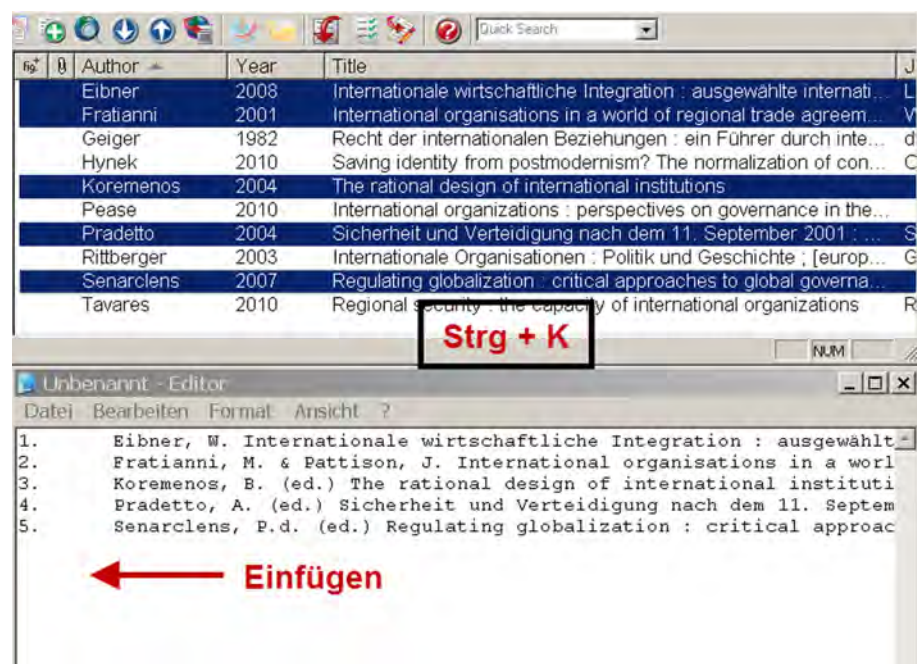 Quick Search
Author Year Title J
Eibner 2008 Internationale wirtschaftliche Integration : ausgewählte internati... L
Fratianni 2001 International organisations in a world of regional trade agreem... V
Geiger 1982 Recht der internationalen Beziehungen : ein Führer durch inte... d
Hynek 2010 Saving identity from postmodernism? The normalization of con... C
Koremenos 2004 The rational design of international institutions
Pease 2010 International organizations : perspectives on governance in the...
Pradetto 2004 Sicherheit und Verteidigung nach dem 11. September 2001 : ... S
Rittberger 2003 Internationale Organisationen : Politik und Geschichte ; [europ... G
Senarclens 2007 Regulating globalization : critical approaches to global governa...
Tavares 2010 Regional security : the capacity of international organizations R
Strg + K
NUM
Unbenannt - Editor
Datei Bearbeiten Format Ansicht ?
1. Eibner, W. Internationale wirtschaftliche Integration : ausgewählt
2. Fratianni, M. & Pattison, J. International organisations in a worl
3. Koremenos, B. (ed.) The rational design of international instituti
4. Pradetto, A. (ed.) Sicherheit und Verteidigung nach dem 11. Septem
5. Senarclens, P.d. (ed.) Regulating globalization : critical approac
Einfügen